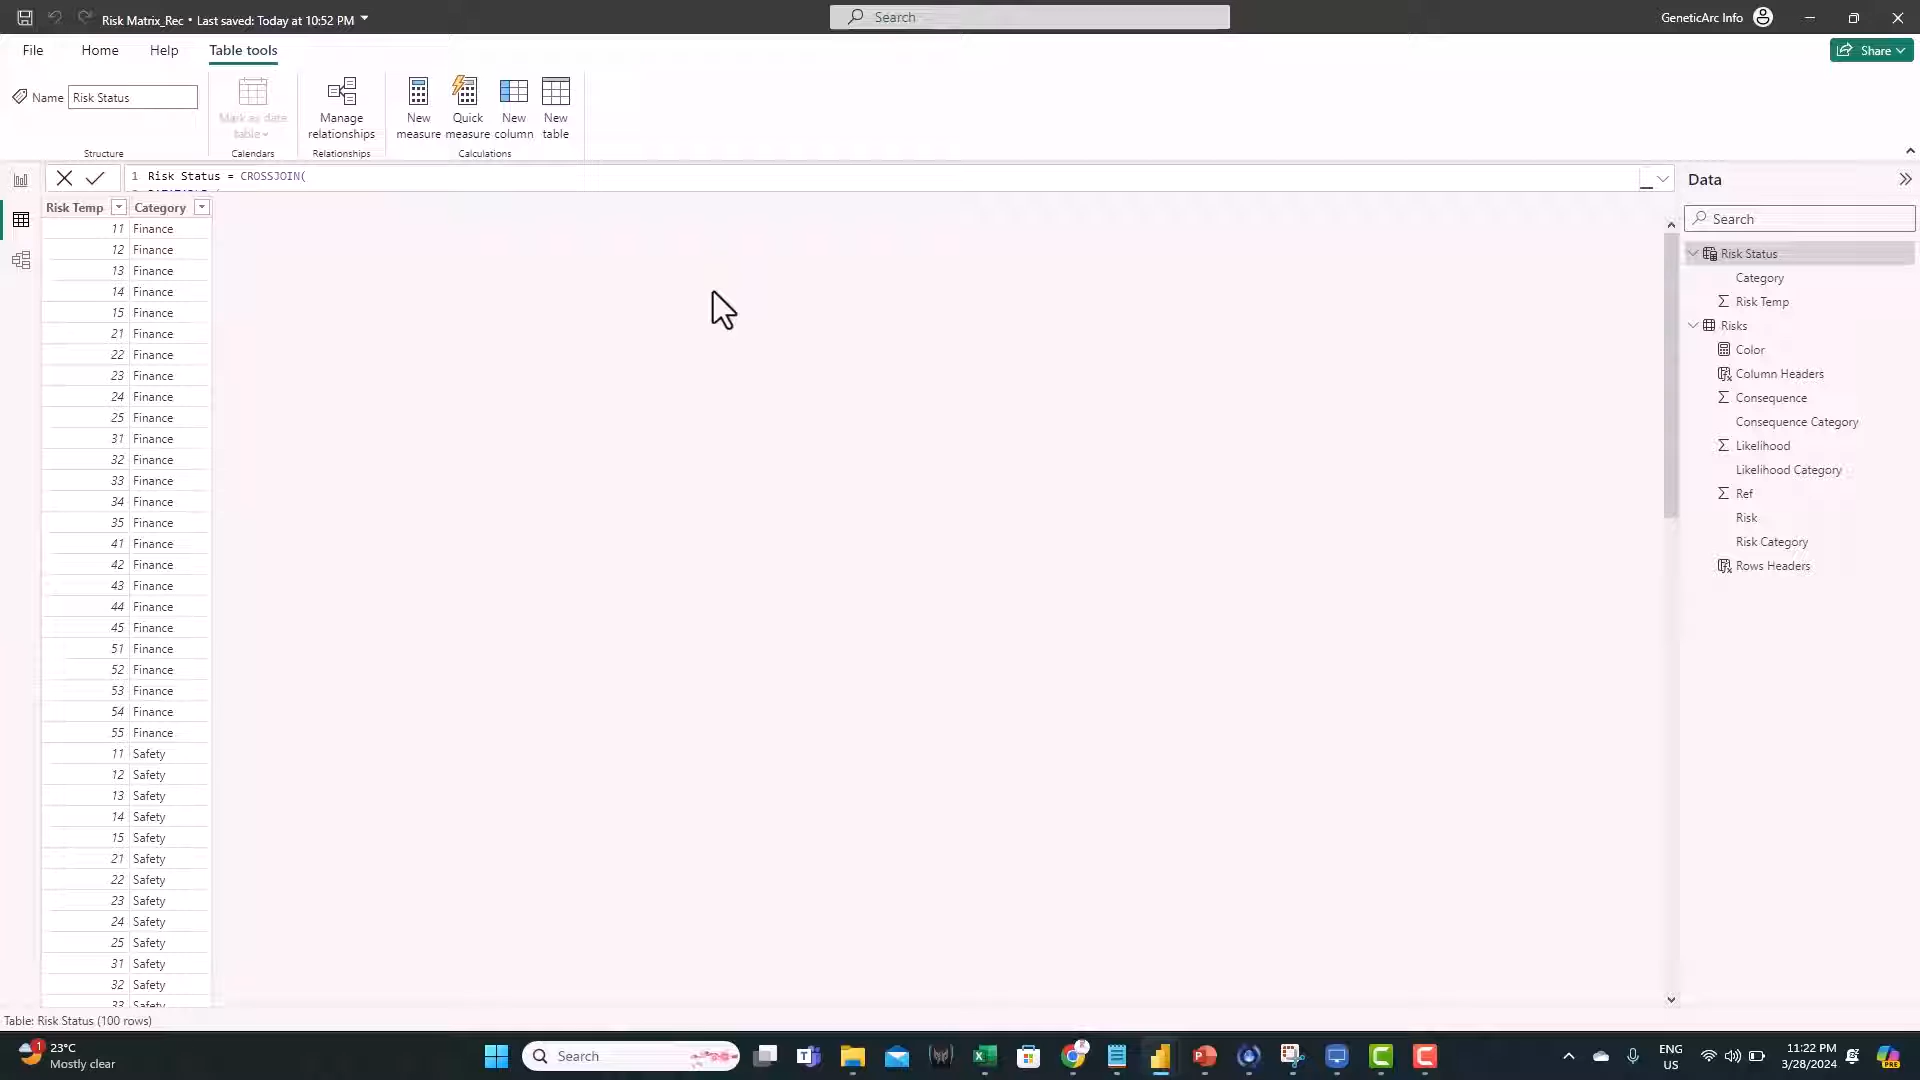 Risk Matrix_Rec • Last saved: Today at 10:52 PM
Search
GeneticArc Info
File
Home
Help
Table tools
Share
Name
Risk Status
Mark as date
table
Manage
relationships
New
measure
Quick
measure
New
column
New
table
Structure
Calendars
Relationships
Calculations
1 Risk Status = CROSSJOIN(
Data
Search
Risk Temp
Category
11 Finance
12 Finance
13 Finance
14 Finance
15 Finance
21 Finance
22 Finance
23 Finance
24 Finance
25 Finance
31 Finance
32 Finance
33 Finance
34 Finance
35 Finance
41 Finance
42 Finance
43 Finance
44 Finance
45 Finance
51 Finance
52 Finance
53 Finance
54 Finance
55 Finance
11 Safety
12 Safety
13 Safety
14 Safety
15 Safety
21 Safety
22 Safety
23 Safety
24 Safety
25 Safety
31 Safety
32 Safety
33 Safety
Risk Status
Category
Risk Temp
Risks
Color
Column Headers
Consequence
Consequence Category
Likelihood
Likelihood Category
Ref
Risk
Risk Category
Rows Headers
Table: Risk Status (100 rows)
1
23°C
Mostly clear
Search
ENG
US
11:22 PM
3/28/2024
PRE